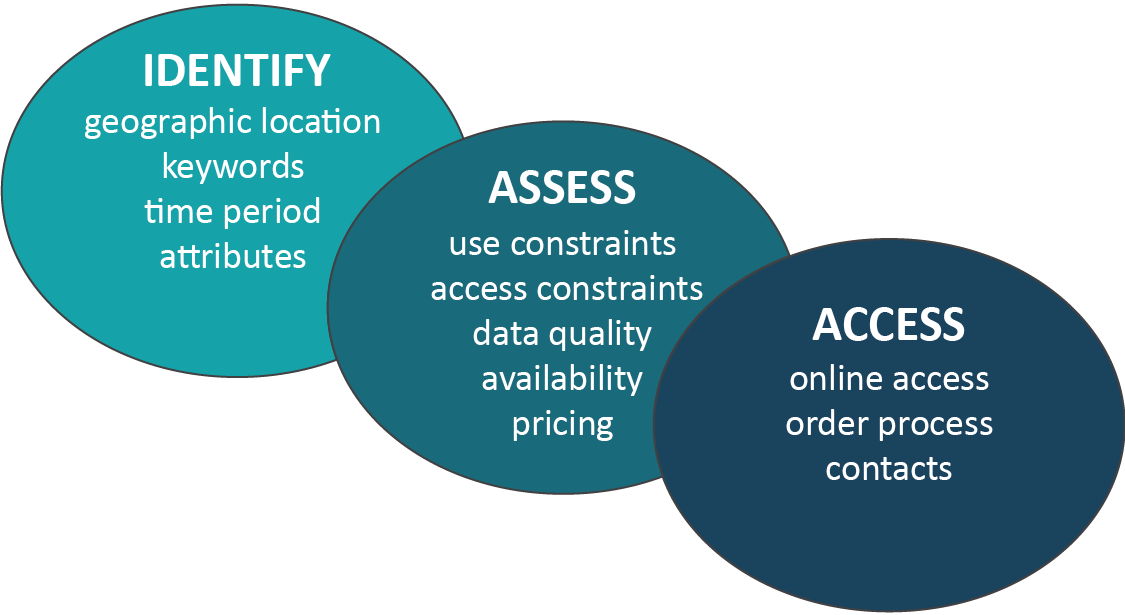 IDENTIFY
geographic location
keywords
time period
attributes
ASSESS
use constraints
access constraints
data quality
availability
pricing
ACCESS
online access
order process
contacts